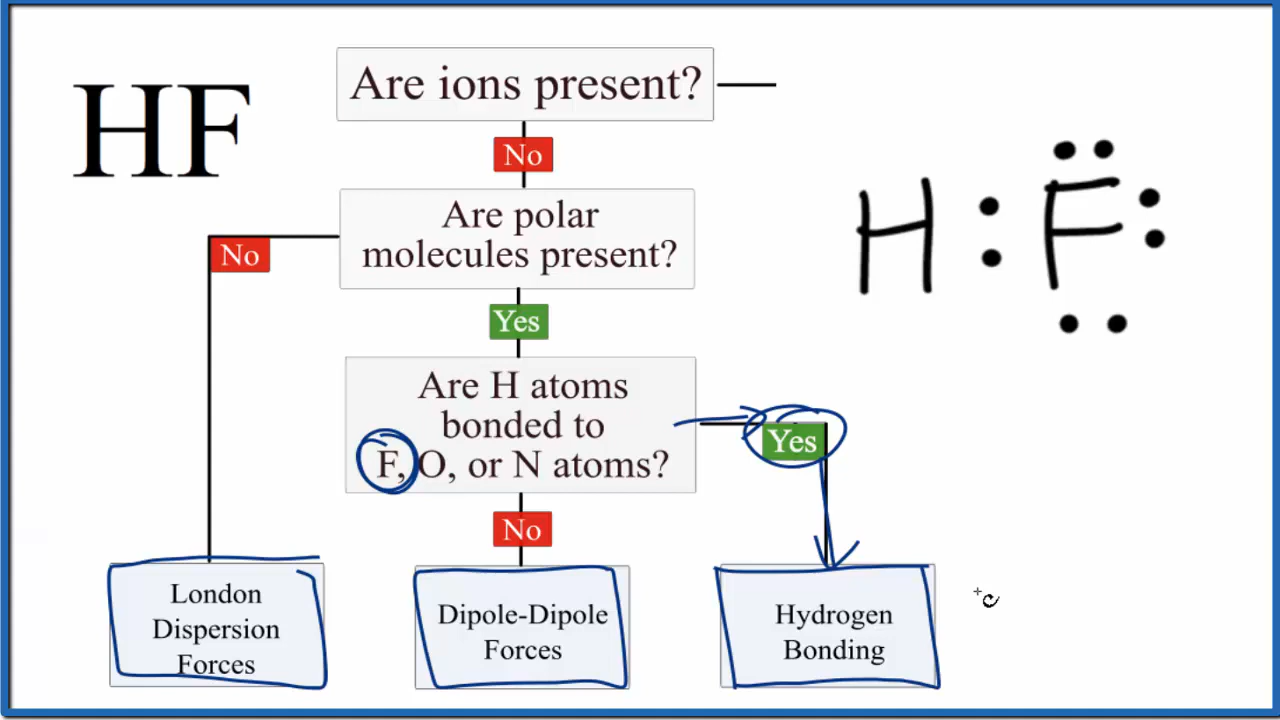 HF
Are ions present?
No
Are polar
molecules present?
No
Yes
Are H atoms
bonded to
F, O, or N atoms?
Yes
No
London
Dispersion
Forces
Dipole-Dipole
Forces
Hydrogen
Bonding
H : F